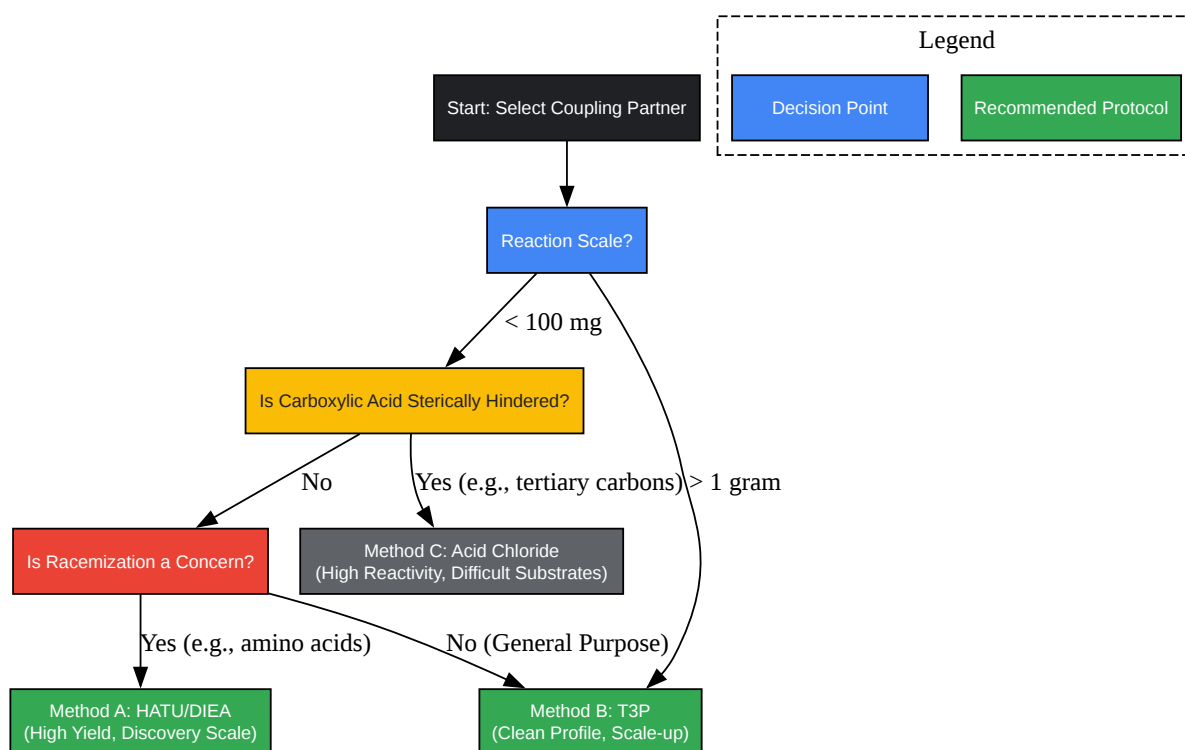 Legend
Start: Select Coupling Partner
Decision Point
Recommended Protocol
Reaction Scale?
< 100 mg
Is Carboxylic Acid Sterically Hindered?
No
Yes (e.g., tertiary carbons)
> 1 gram
Is Racemization a Concern?
Method C: Acid Chloride
(High Reactivity, Difficult Substrates)
Yes (e.g., amino acids)
No (General Purpose)
Method A: HATU/DIEA
(High Yield, Discovery Scale)
Method B: T3P
(Clean Profile, Scale-up)